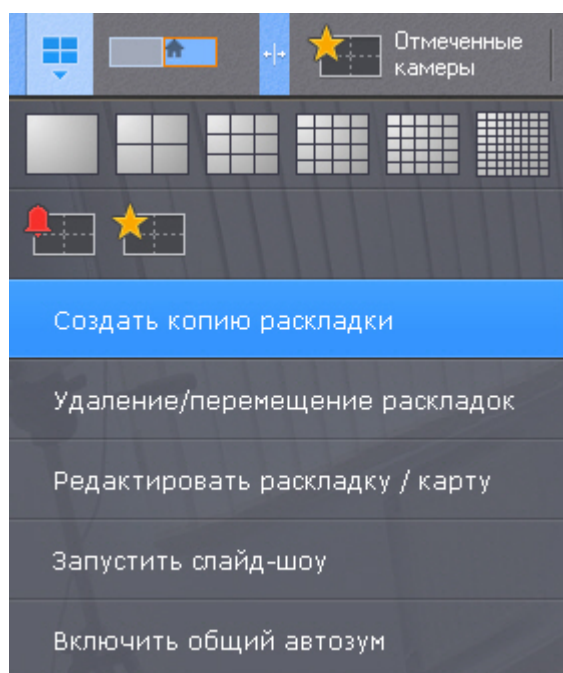 Отмеченные
камеры
Создать копию раскладки
Удаление/перемещение раскладок
Редактировать раскладку / карту
Запустить слайд-шоу
Включить общий автозум